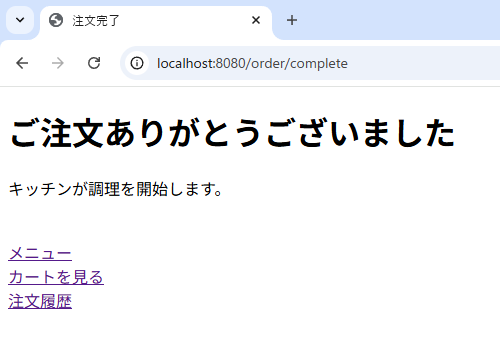 注文完了
localhost:8080/order/complete
ご注文ありがとうございました
キッチンが調理を開始します。
メニュー
カートを見る
注文履歴